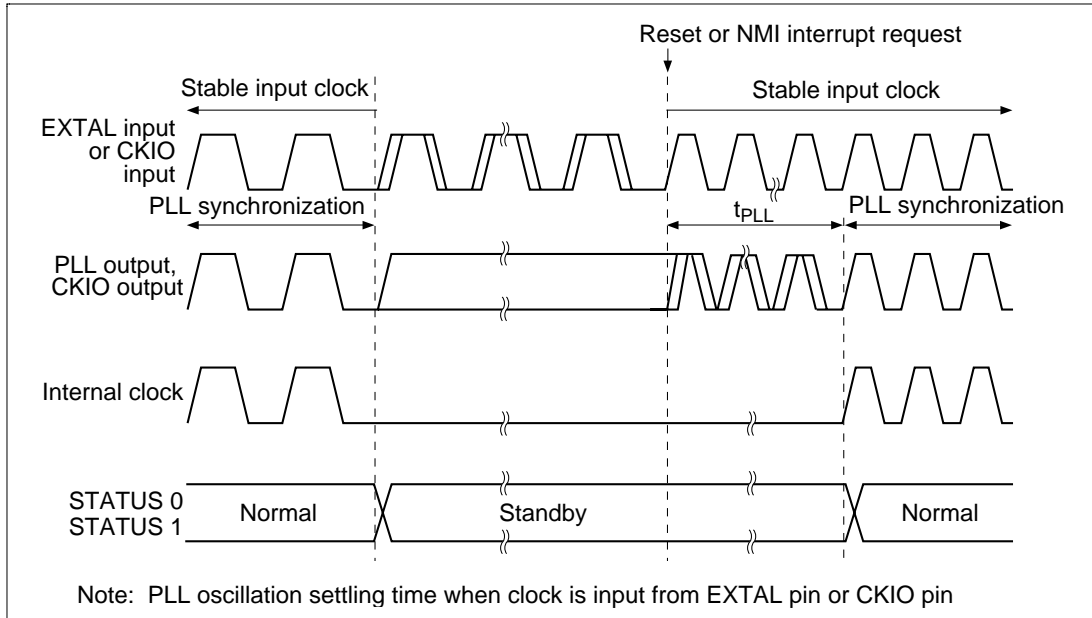 Reset or NMI interrupt request
Stable input clock
Stable input clock
EXTAL input
or CKIO
input
PLL synchronization
tPLL
PLL synchronization
PLL output,
CKIO output
Internal clock
STATUS 0
STATUS 1
Normal
Standby
Normal
Note: PLL oscillation settling time when clock is input from EXTAL pin or CKIO pin